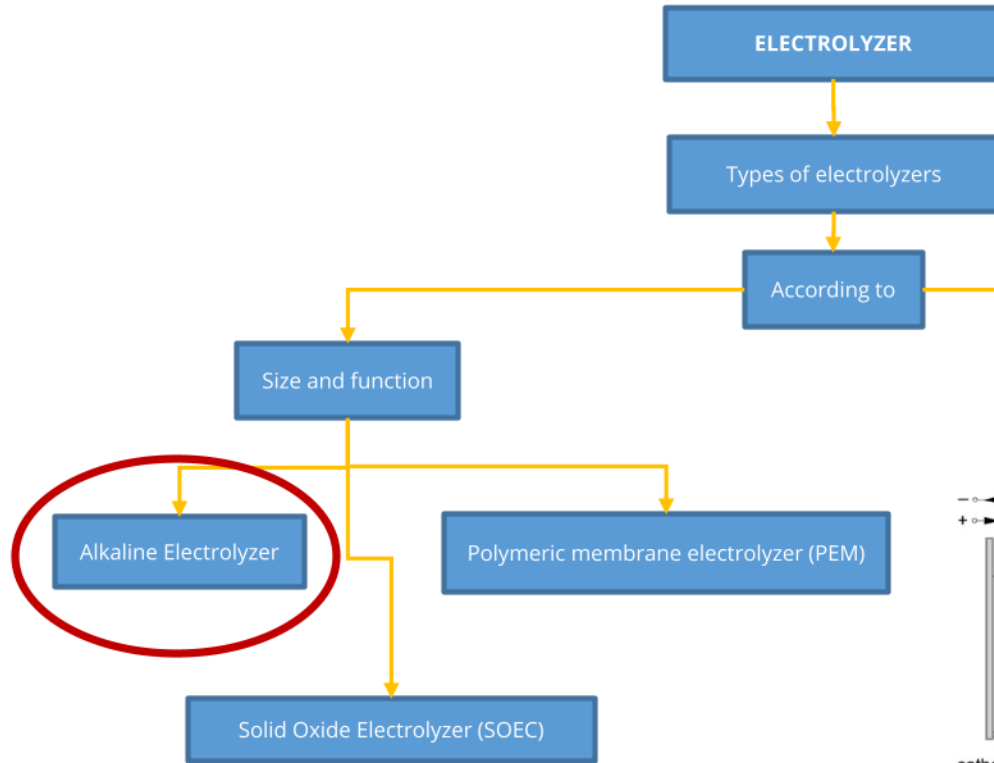 ELECTROLYZER
Types of electrolyzers
According to
Size and function
Alkaline Electrolyzer
Polymeric membrane electrolyzer (PEM)
Solid Oxide Electrolyzer (SOEC)
−
+